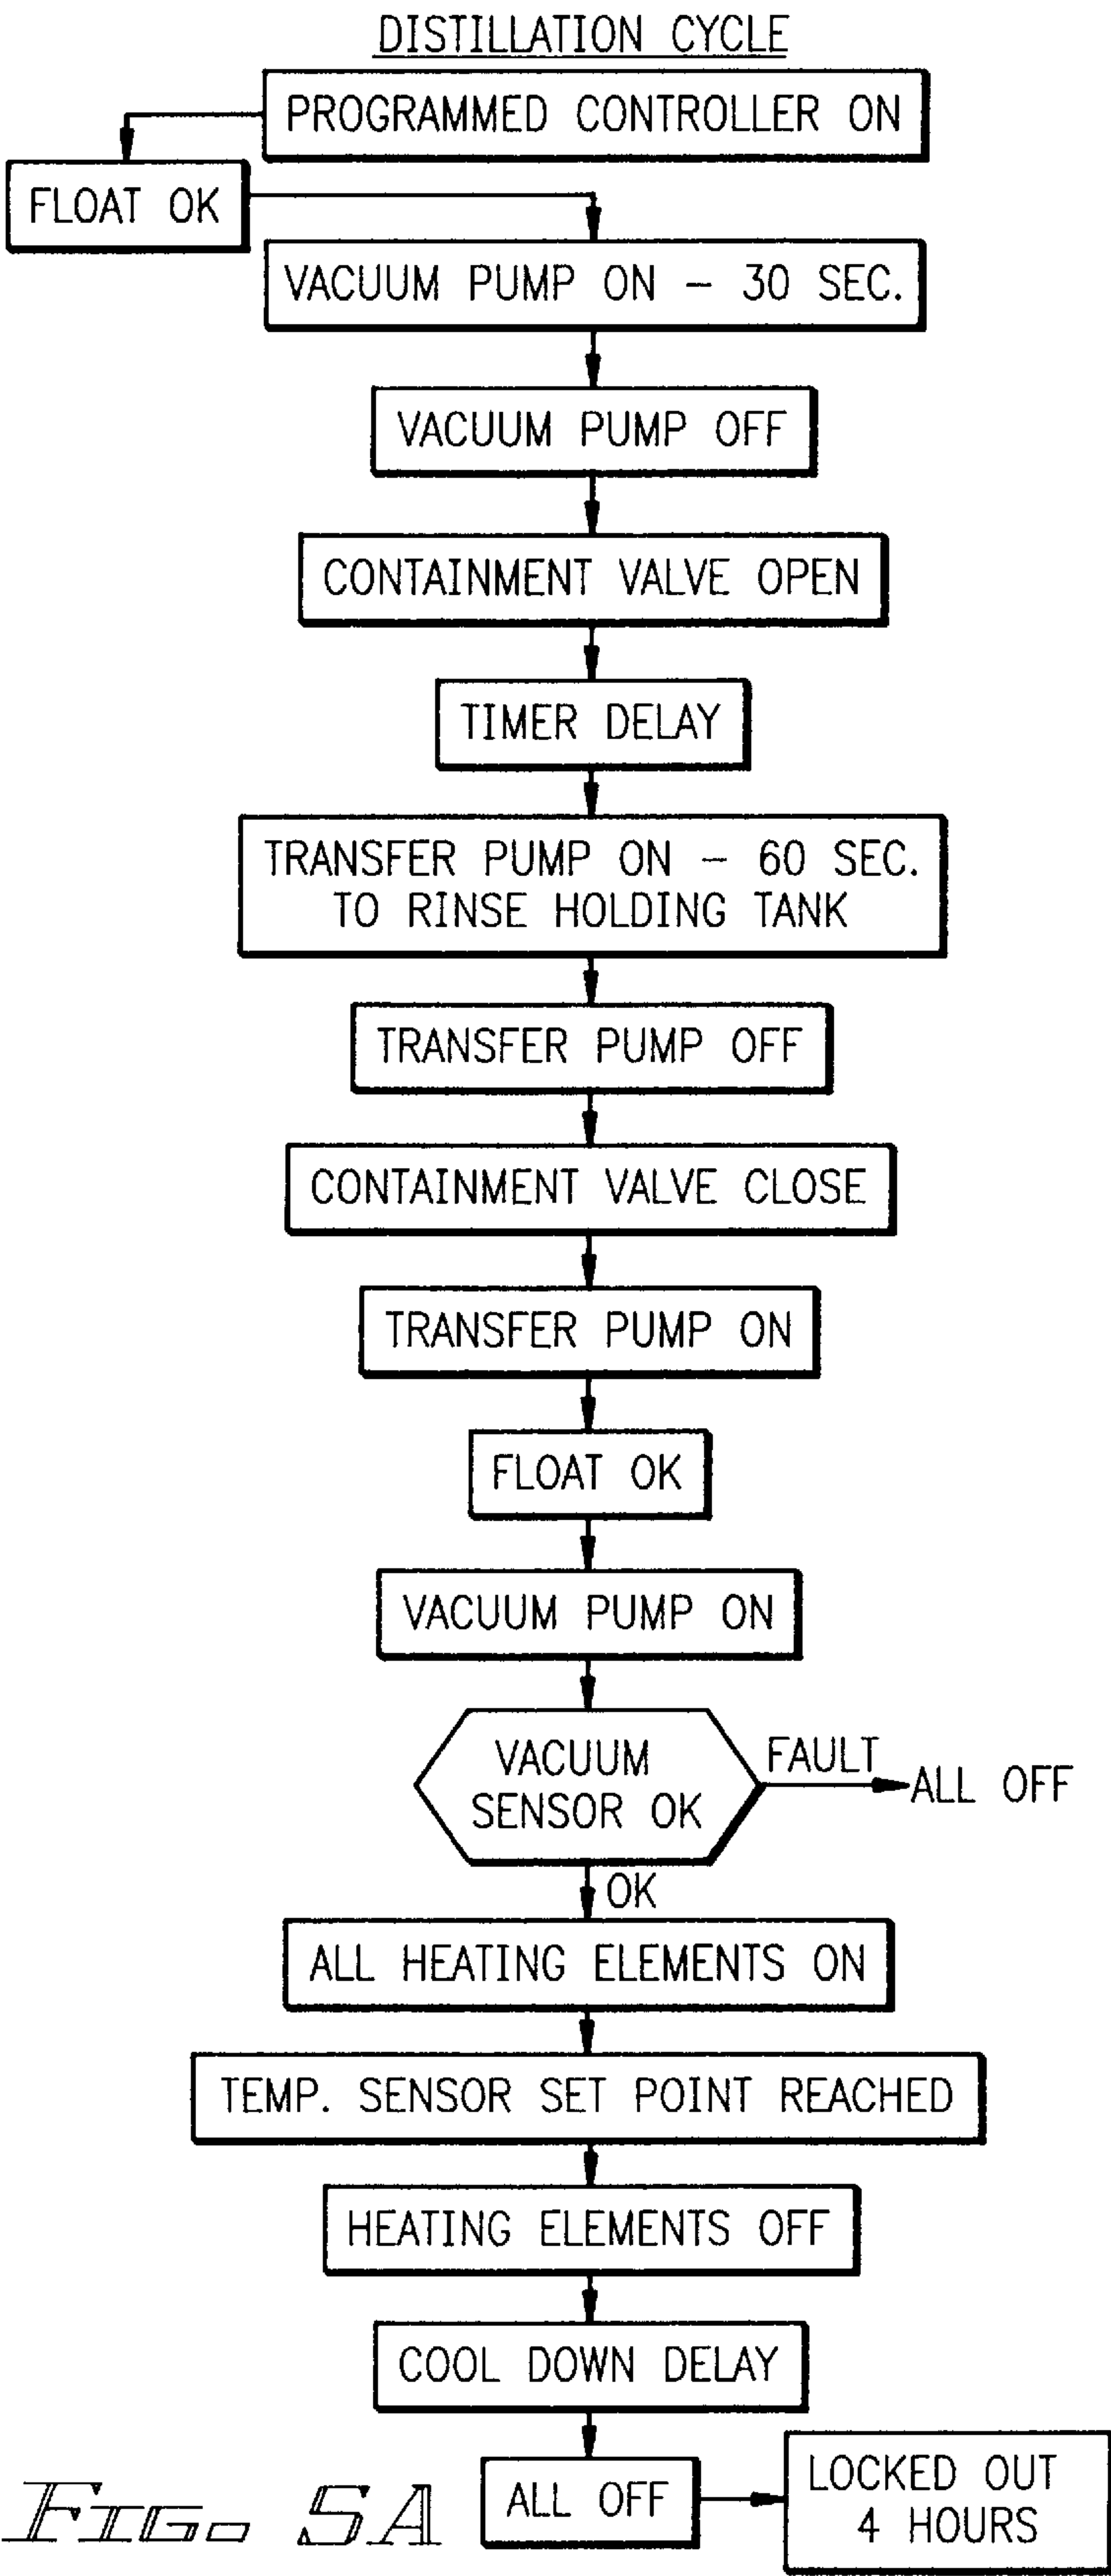 DISTILLATION CYCLE
PROGRAMMED CONTROLLER ON
FLOAT OK
VACUUM PUMP ON – 30 SEC.
VACUUM PUMP OFF
CONTAINMENT VALVE OPEN
TIMER DELAY
TRANSFER PUMP ON – 60 SEC.
TO RINSE HOLDING TANK
TRANSFER PUMP OFF
CONTAINMENT VALVE CLOSE
TRANSFER PUMP ON
FLOAT OK
VACUUM PUMP ON
VACUUM
SENSOR OK
FAULT
ALL OFF
OK
ALL HEATING ELEMENTS ON
TEMP. SENSOR SET POINT REACHED
HEATING ELEMENTS OFF
COOL DOWN DELAY
ALL OFF
LOCKED OUT
4 HOURS
FIG. 5A